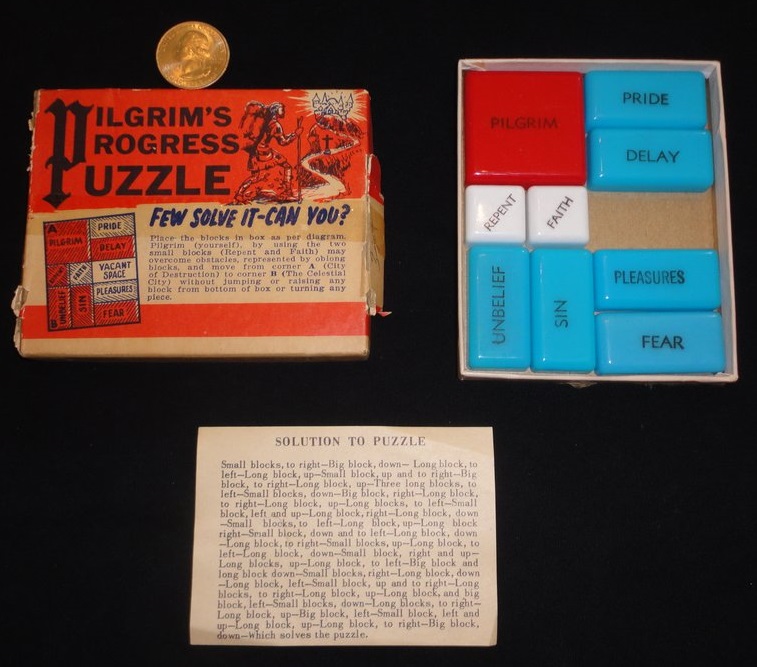 PILGRIM'S
PROGRESS
PUZZLE
FEW SOLVE IT-CAN YOU?
Place the blocks in box as per diagram.
Pilgrim (yourself), by using the two
small blocks (Repent and Faith) may
overcome obstacles, represented by oblong
blocks, and move from corner A (City
of Destruction) to corner B (The Celestial
City) without jumping or raising any
block from bottom of box or turning any
piece.
A
PILGRIM
PRIDE
DELAY
REPENT
FAITH
VACANT
SPACE
UNBELIEF
SIN
PLEASURES
FEAR
B
PILGRIM
PRIDE
DELAY
REPENT
FAITH
UNBELIEF
SIN
PLEASURES
FEAR
SOLUTION TO PUZZLE
Small blocks, to right—Big block, down— Long block, to
left—Long block, up—Small block, up and to right—Big
block, to right—Long block, up—Three long blocks, to
left—Small blocks, down—Big block, right—Long block,
to right—Long block, up—Long blocks, to left—Small
block, left and up—Long block, right—Long block, down
—Small blocks, to left—Long block, up—Long block
right—Small block, down and to left—Long block, down
—Long block, to right—Small blocks, up—Long block, to
left—Long block, down—Small block, right and up—
Long blocks, up—Long block, to left—Big block and
long block down—Small blocks, right—Long block, down
—Long block, left—Small block, up and to right—Long
blocks, to right—Long block, up—Long block, and big
block, left—Small blocks, down—Long blocks, to right—
Long block, up—Big block, left—Small block, left and
up—Long block, up—Long block, to right—Big block,
down—Which solves the puzzle.